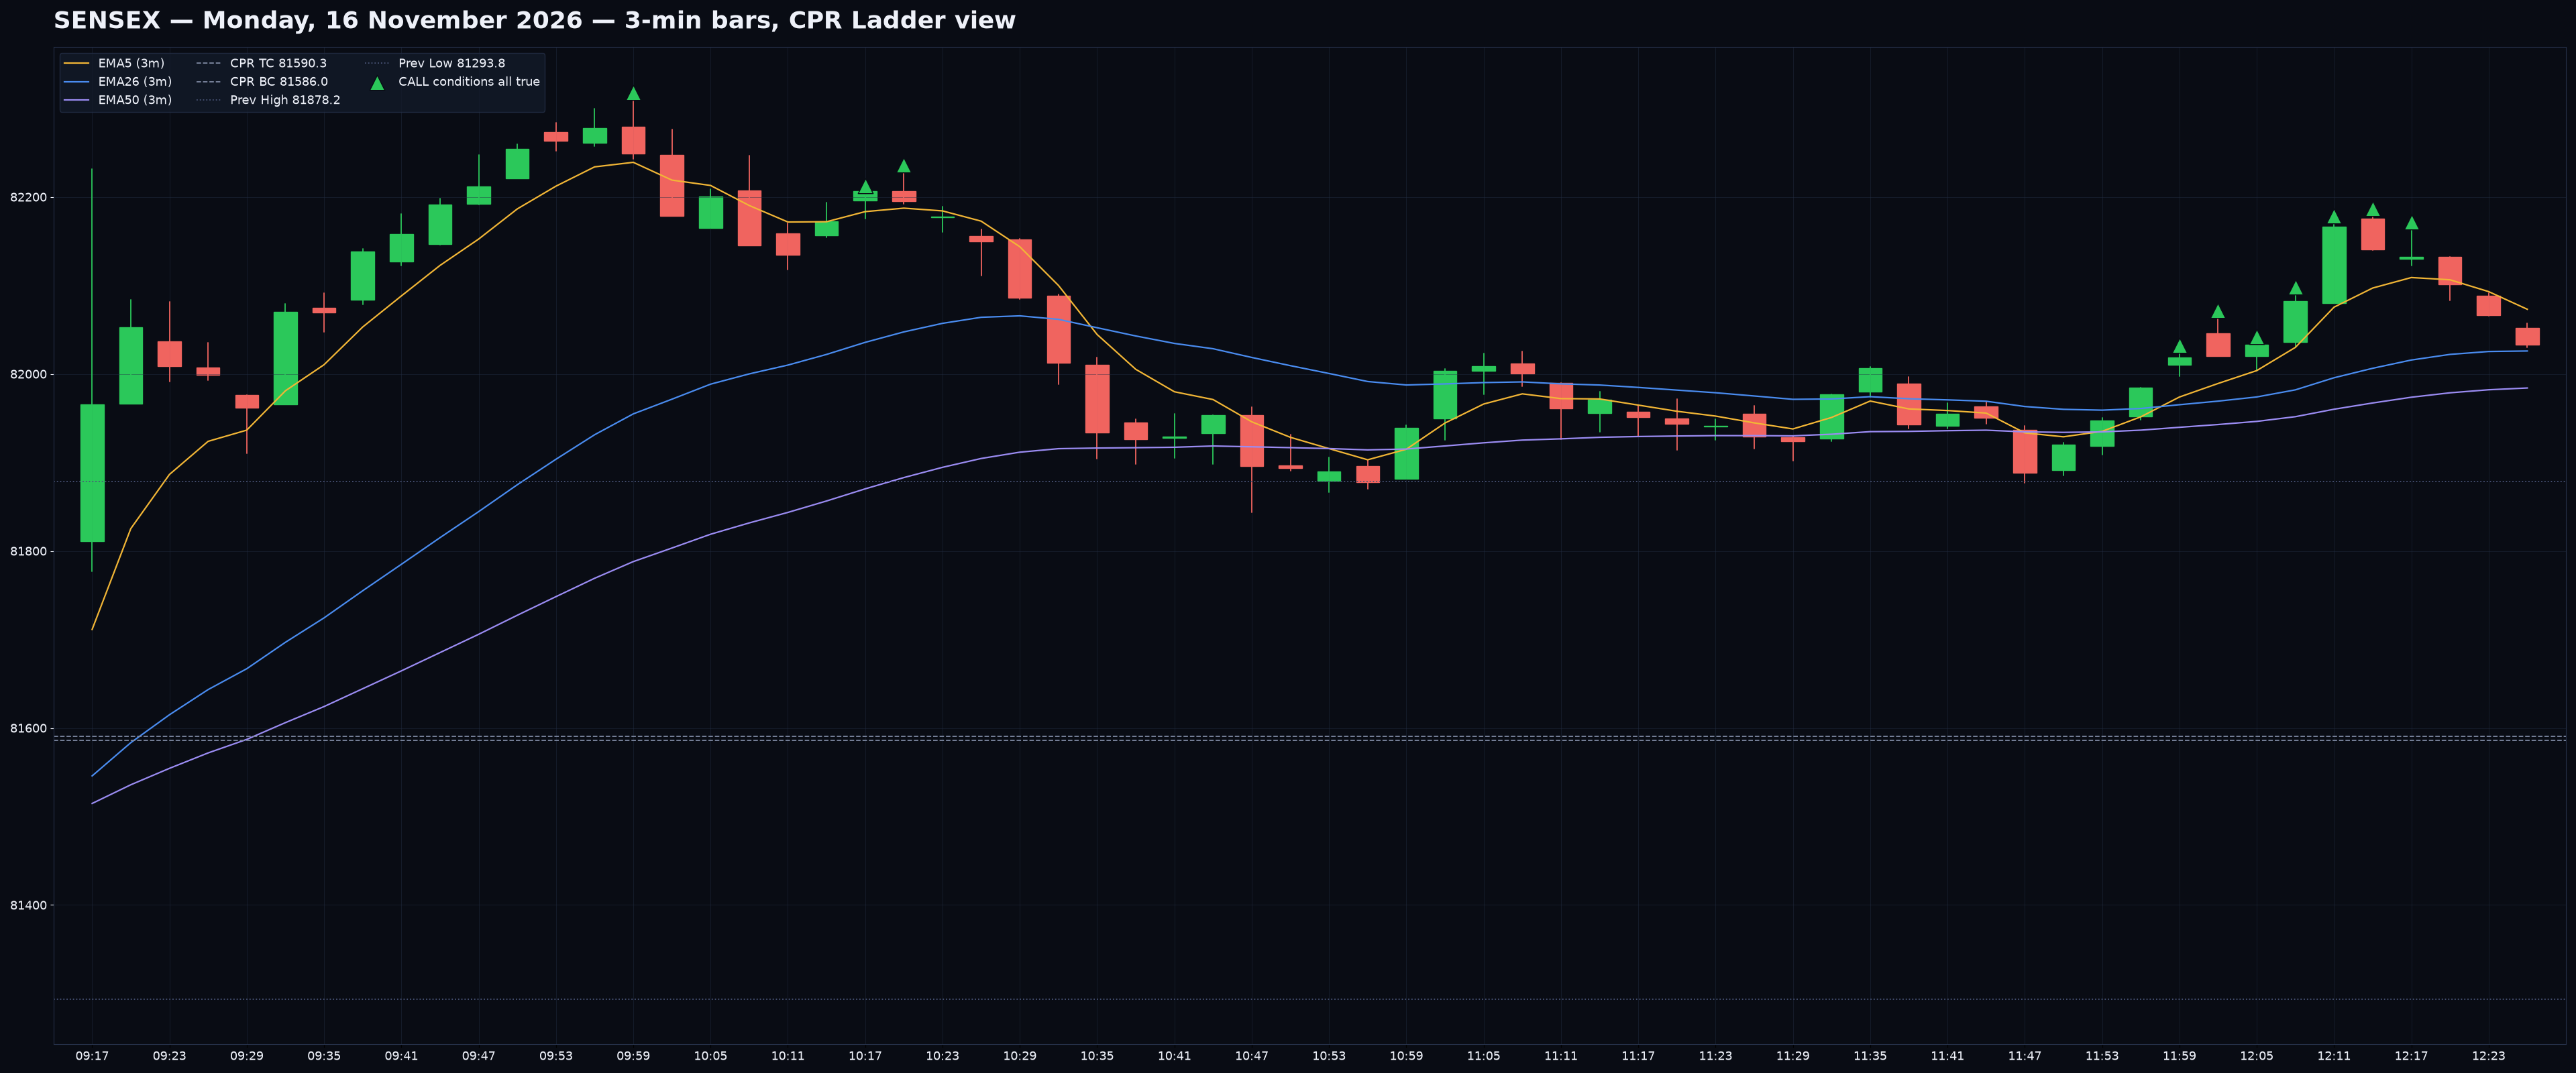 SENSEX — Monday, 16 November 2026 — 3-min bars, CPR Ladder view
EMA5 (3m)
EMA26 (3m)
EMA50 (3m)
CPR TC 81590.3
CPR BC 81586.0
Prev High 81878.2
Prev Low 81293.8
CALL conditions all true
82200
82000
81800
81600
81400
09:17 09:23 09:29 09:35 09:41 09:47 09:53 09:59 10:05 10:11 10:17 10:23 10:29 10:35 10:41 10:47 10:53 10:59 11:05 11:11 11:17 11:23 11:29 11:35 11:41 11:47 11:53 11:59 12:05 12:11 12:17 12:23